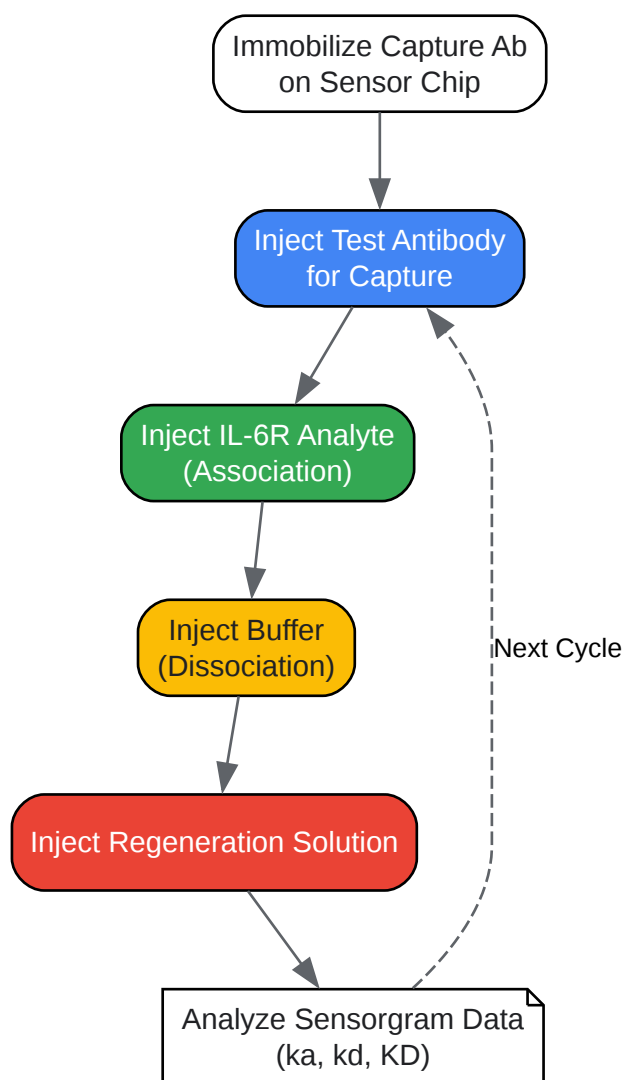 Immobilize Capture Ab
on Sensor Chip
Inject Test Antibody
for Capture
Inject IL-6R Analyte
(Association)
Inject Buffer
(Dissociation)
Next Cycle
Inject Regeneration Solution
Analyze Sensorgram Data
(ka, kd, KD)